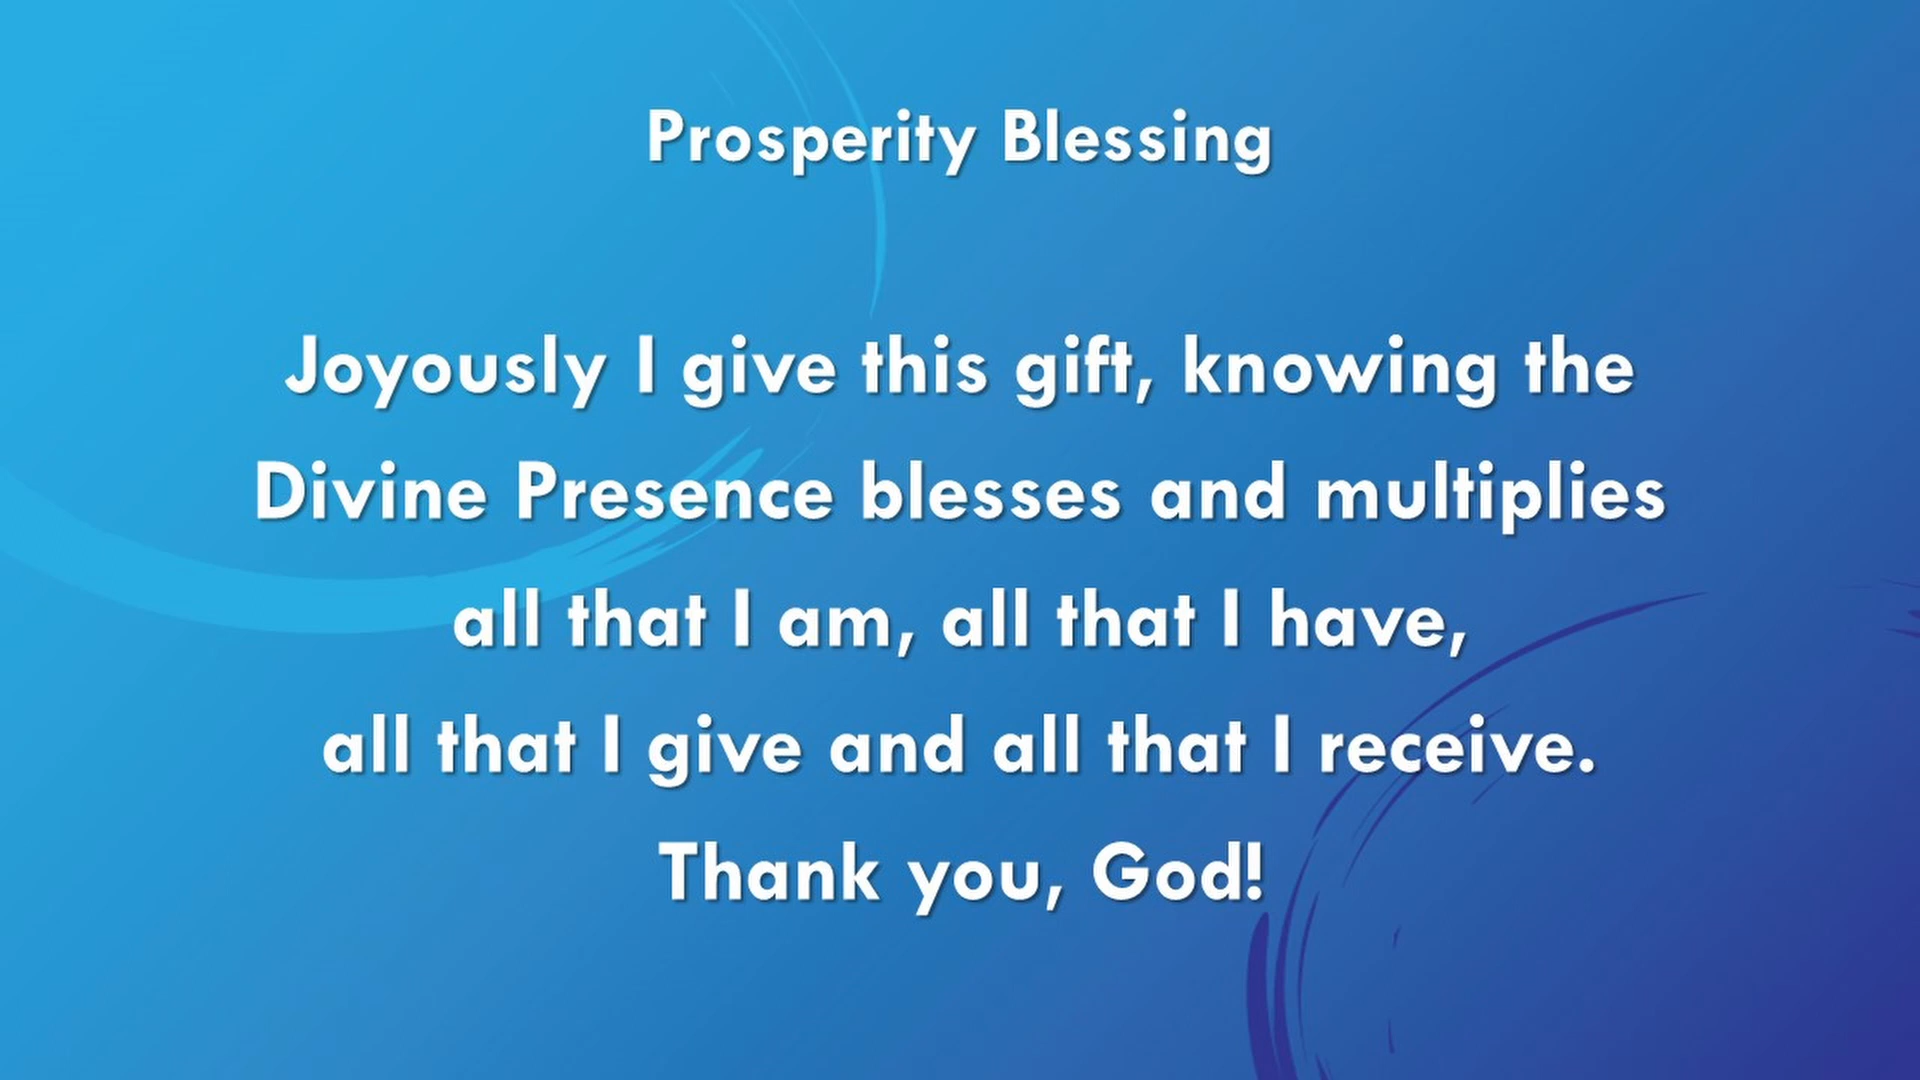 Prosperity Blessing
Joyously I give this gift, knowing the
Divine Presence blesses and multiplies
all that I am, all that I have,
all that I give and all that I receive.
Thank you, God!